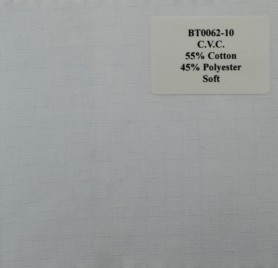 BT0062-10
C.V.C.
55% Cotton
45% Polyester
Soft